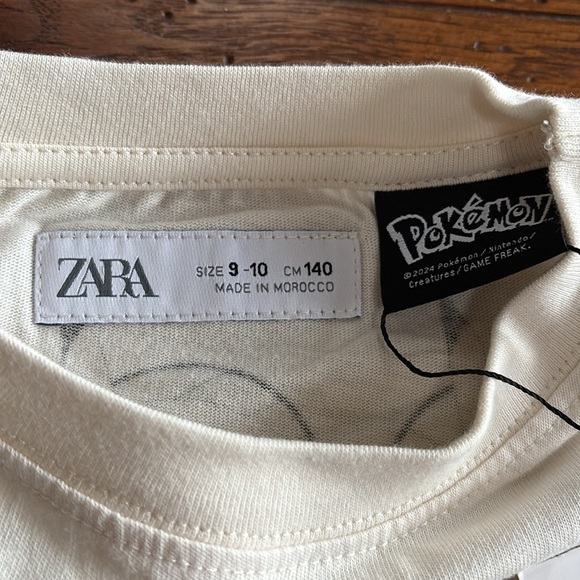 ZARA
SIZE 9-10 CM 140
MADE IN MOROCCO
POKéMON
©2024 Pokémon/Nintendo/
Creatures/GAME FREAK.